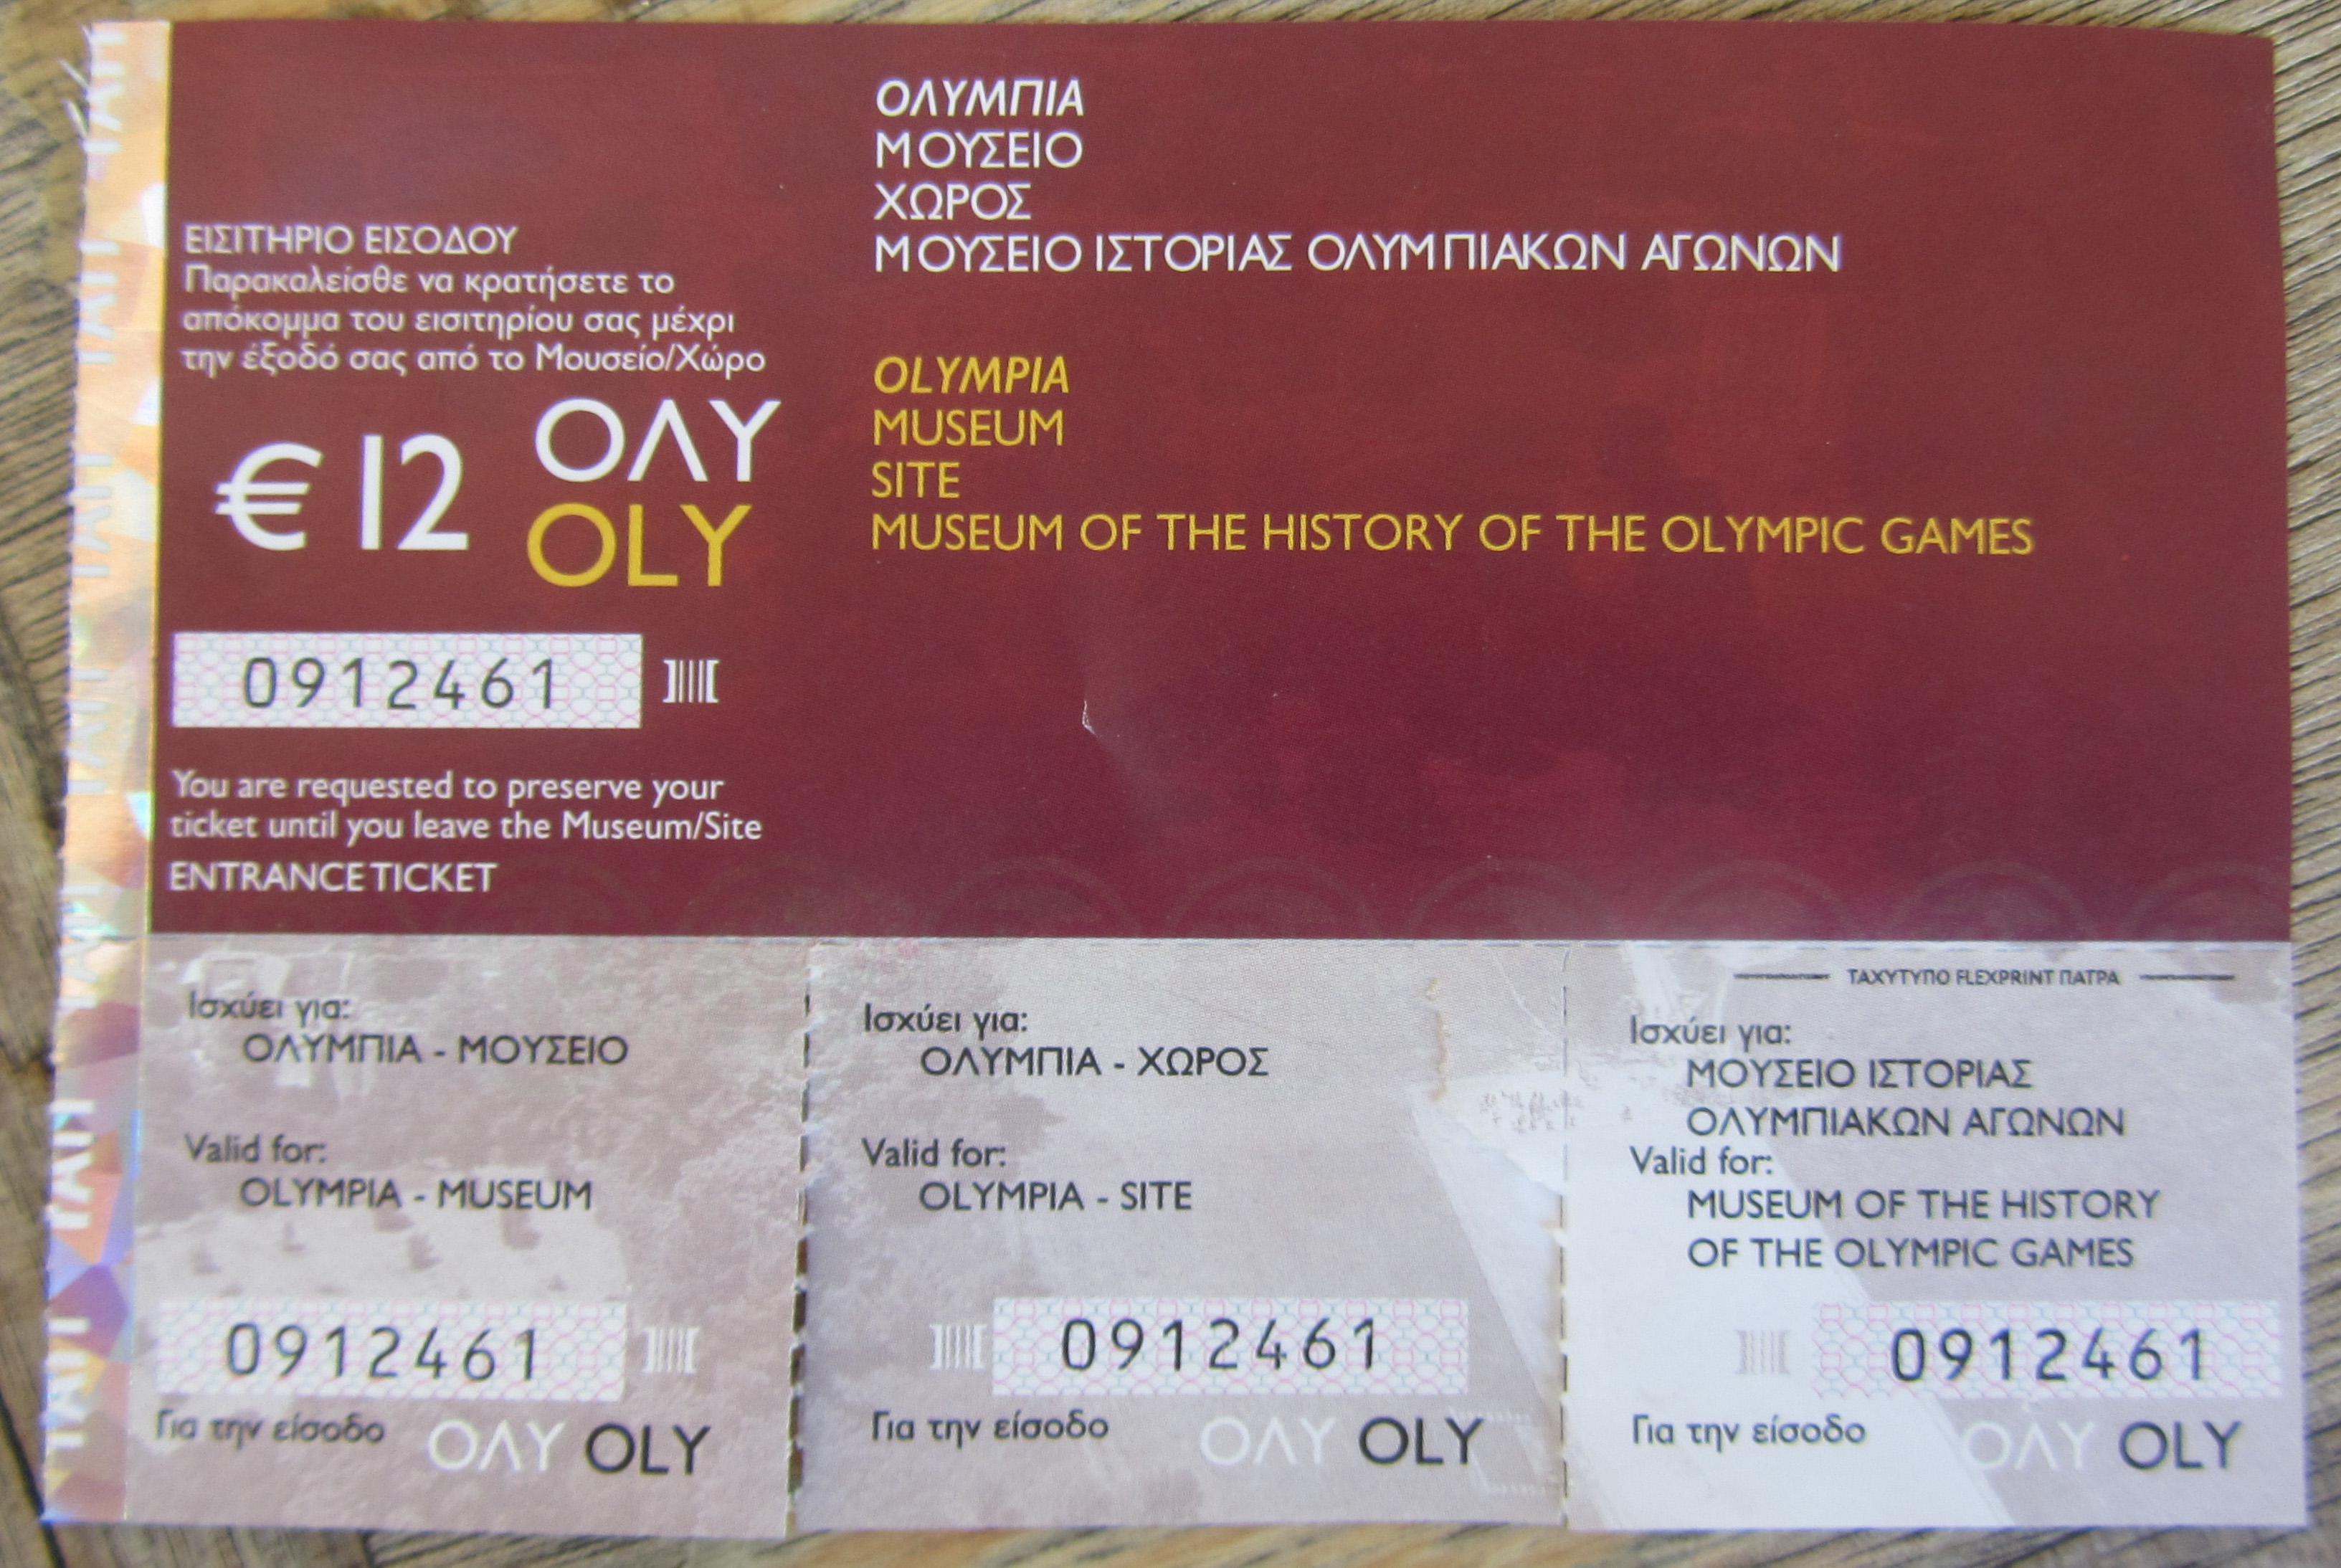 ΕΙΣΙΤΗΡΙΟ ΕΙΣΟΔΟΥ
Παρακαλείσθε να κρατήσετε το
απόκομμα του εισιτηρίου σας μέχρι
την έξοδό σας από το Μουσείο/Χώρο
€ 12
ΟΛΥ
OLY
0912461
You are requested to preserve your
ticket until you leave the Museum/Site
ENTRANCE TICKET
ΟΛΥΜΠΙΑ
ΜΟΥΣΕΙΟ
ΧΩΡΟΣ
ΜΟΥΣΕΙΟ ΙΣΤΟΡΙΑΣ ΟΛΥΜΠΙΑΚΩΝ ΑΓΩΝΩΝ
OLYMPIA
MUSEUM
SITE
MUSEUM OF THE HISTORY OF THE OLYMPIC GAMES
Ισχύει για:
ΟΛΥΜΠΙΑ - ΜΟΥΣΕΙΟ
Valid for:
OLYMPIA - MUSEUM
0912461
Για την είσοδο ΟΛΥ OLY
Ισχύει για:
ΟΛΥΜΠΙΑ - ΧΩΡΟΣ
Valid for:
OLYMPIA - SITE
0912461
Για την είσοδο ΟΛΥ OLY
ΤΑΧΥΤΥΠΟ FLEXPRINT ΠΑΤΡΑ
Ισχύει για:
ΜΟΥΣΕΙΟ ΙΣΤΟΡΙΑΣ
ΟΛΥΜΠΙΑΚΩΝ ΑΓΩΝΩΝ
Valid for:
MUSEUM OF THE HISTORY
OF THE OLYMPIC GAMES
0912461
Για την είσοδο ΟΛΥ OLY